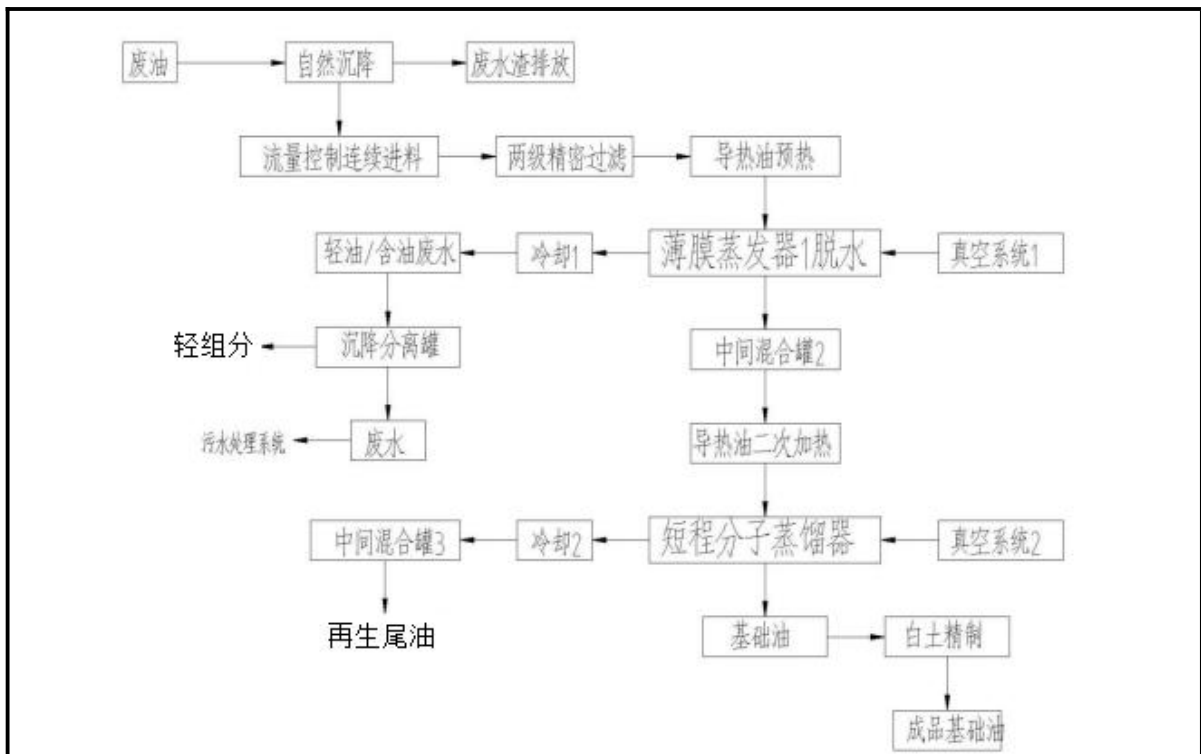 废油
自然沉降
废水渣排放
流量控制连续进料
两级精密过滤
导热油预热
轻油/含油废水
冷却1
薄膜蒸发器1脱水
真空系统1
轻组分
沉降分离罐
中间混合罐2
污水处理系统
废水
导热油二次加热
中间混合罐3
冷却2
短程分子蒸馏器
真空系统2
再生尾油
基础油
白土精制
成品基础油